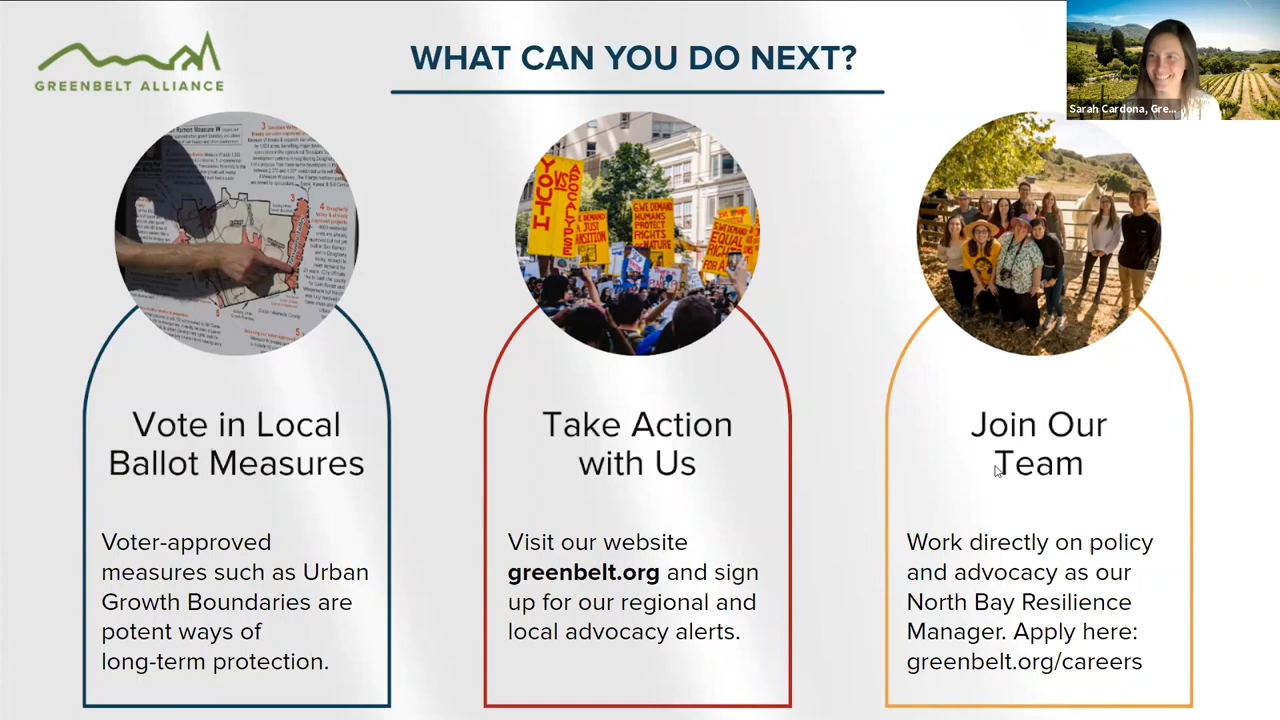 GREENBELT ALLIANCE
WHAT CAN YOU DO NEXT?
Sarah Cardona, Gre...
YOUTH
VS
APOCALYPSE
WE DEMAND
HUMANS
PROTECT
RIGHTS
NATURE
WE DEMAND
EQUAL
RIGHTS
Vote in Local
Ballot Measures
Voter-approved
measures such as Urban
Growth Boundaries are
potent ways of
long-term protection.
Take Action
with Us
Visit our website
greenbelt.org and sign
up for our regional and
local advocacy alerts.
Join Our
Team
Work directly on policy
and advocacy as our
North Bay Resilience
Manager. Apply here:
greenbelt.org/careers